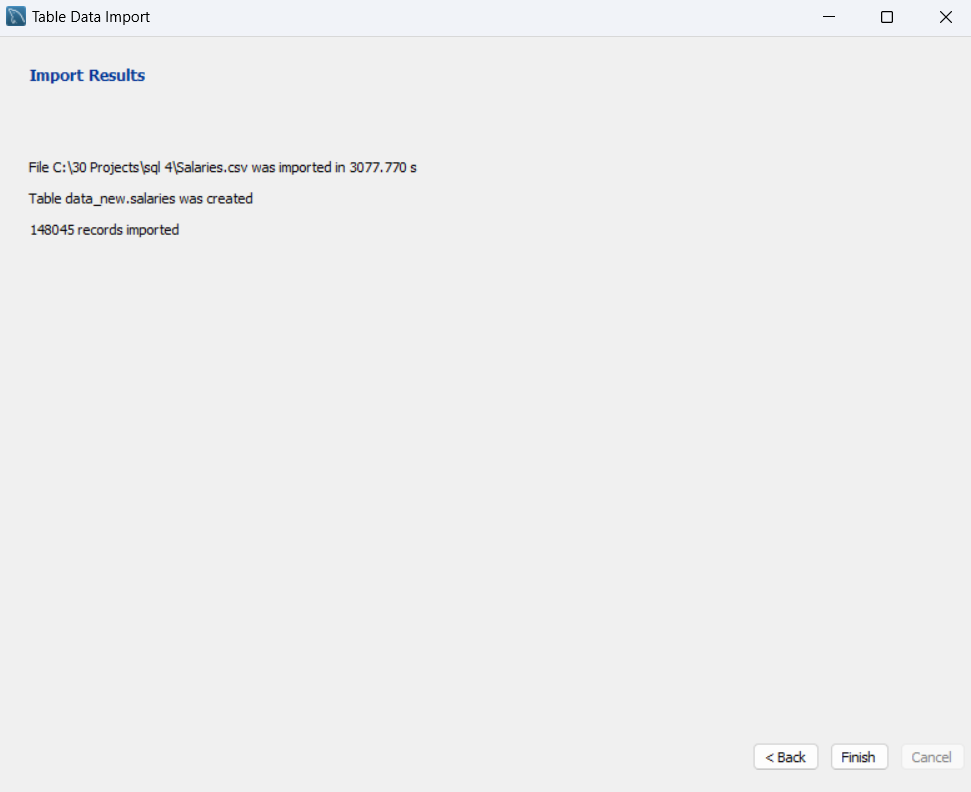 Table Data Import
Import Results
File C:\30 Projects\sql 4\Salaries.csv was imported in 3077.770 s
Table data_new.salaries was created
148045 records imported
< Back
Finish
Cancel